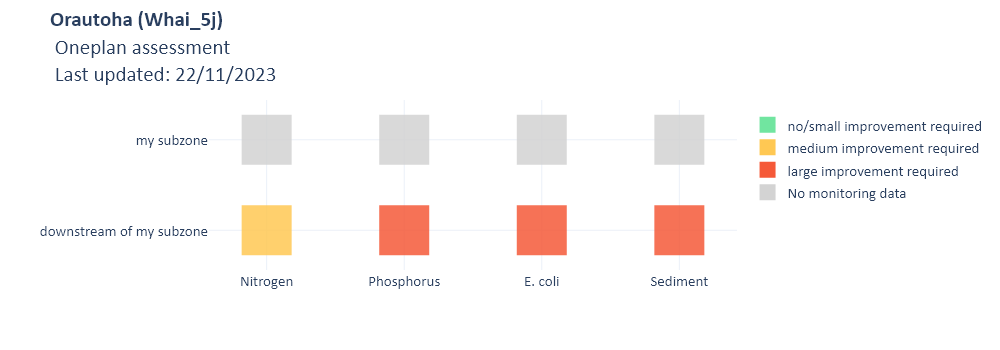 Orautoha (Whai_5j)
Oneplan assessment
Last updated: 22/11/2023
my subzone
downstream of my subzone
Nitrogen
Phosphorus
E. coli
Sediment
no/small improvement required
medium improvement required
large improvement required
No monitoring data